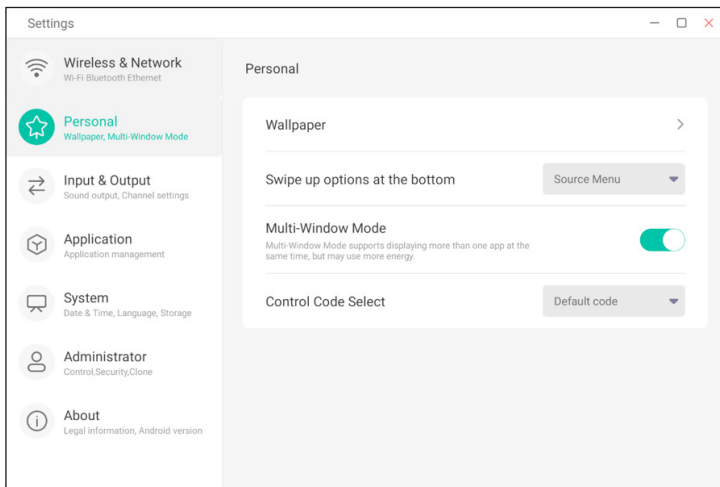 Settings
Wireless & Network
Wi-Fi Bluetooth Ethernet
Personal
Wallpaper, Multi-Window Mode
Input & Output
Sound output, Channel settings
Application
Application management
System
Date & Time, Language, Storage
Administrator
Control,Security,Clone
About
Legal information, Android version
Personal
Wallpaper
Swipe up options at the bottom
Source Menu
Multi-Window Mode
Multi-Window Mode supports displaying more than one app at the
same time, but may use more energy.
Control Code Select
Default code